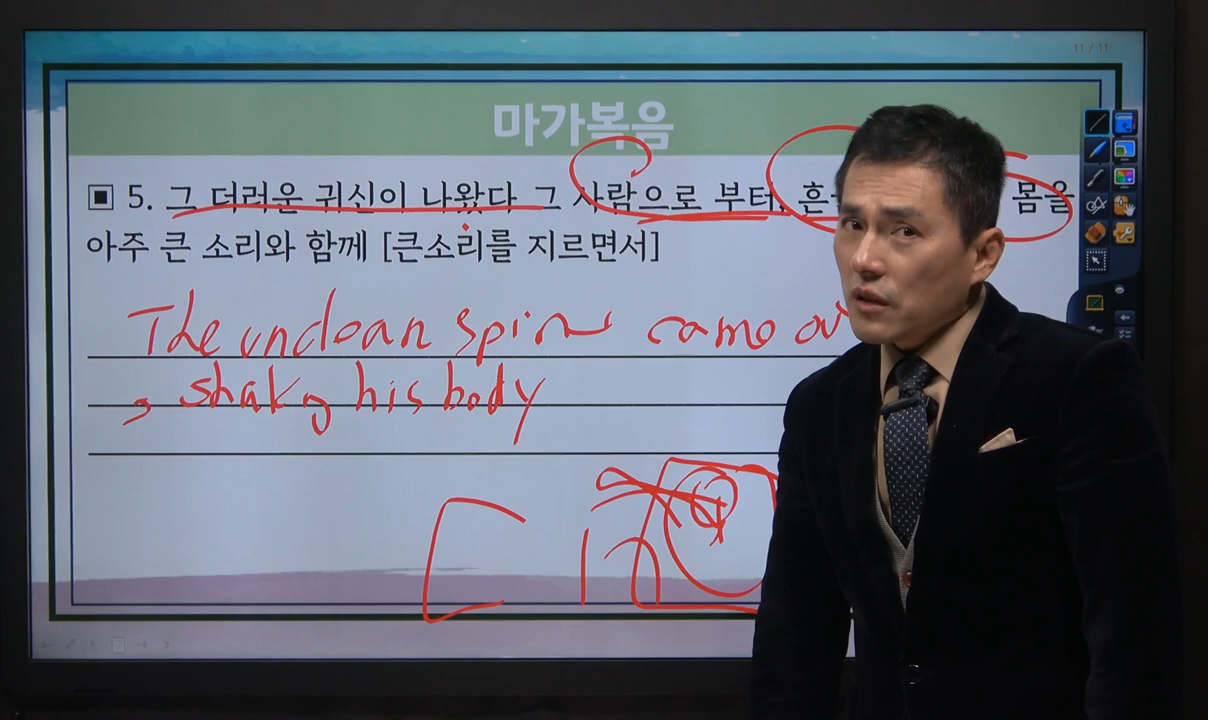 11 / 11
마가복음
▣ 5. 그 더러운 귀신이 나왔다 그 사람으로 부터, 흔 몸을
아주 큰 소리와 함께 [큰소리를 지르면서]
The unclean spirit came ou
, shaking his body